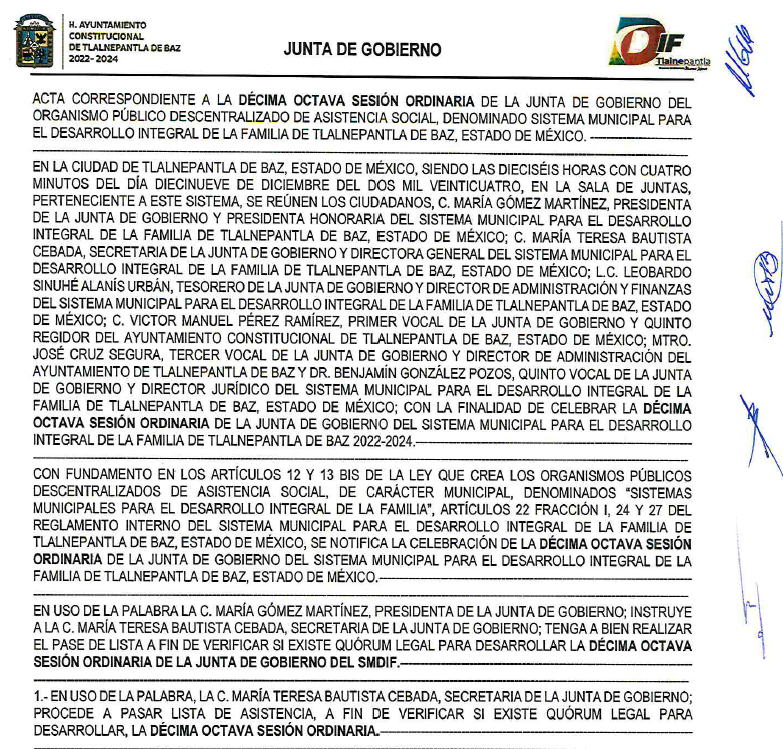 H. AYUNTAMIENTO
CONSTITUCIONAL
DE TLALNEPANTLA DE BAZ
2022-2024
JUNTA DE GOBIERNO
DIF
Tlalnepantla
ACTA CORRESPONDIENTE A LA DÉCIMA OCTAVA SESIÓN ORDINARIA DE LA JUNTA DE GOBIERNO DEL
ORGANISMO PÚBLICO DESCENTRALIZADO DE ASISTENCIA SOCIAL, DENOMINADO SISTEMA MUNICIPAL PARA
EL DESARROLLO INTEGRAL DE LA FAMILIA DE TLALNEPANTLA DE BAZ, ESTADO DE MÉXICO.
EN LA CIUDAD DE TLALNEPANTLA DE BAZ, ESTADO DE MÉXICO, SIENDO LAS DIECISÉIS HORAS CON CUATRO
MINUTOS DEL DÍA DIECINUEVE DE DICIEMBRE DEL DOS MIL VEINTICUATRO, EN LA SALA DE JUNTAS,
PERTENECIENTE A ESTE SISTEMA, SE REÚNEN LOS CIUDADANOS, C. MARÍA GÓMEZ MARTÍNEZ, PRESIDENTA
DE LA JUNTA DE GOBIERNO Y PRESIDENTA HONORARIA DEL SISTEMA MUNICIPAL PARA EL DESARROLLO
INTEGRAL DE LA FAMILIA DE TLALNEPANTLA DE BAZ, ESTADO DE MÉXICO; C. MARÍA TERESA BAUTISTA
CEBADA, SECRETARIA DE LA JUNTA DE GOBIERNO Y DIRECTORA GENERAL DEL SISTEMA MUNICIPAL PARA EL
DESARROLLO INTEGRAL DE LA FAMILIA DE TLALNEPANTLA DE BAZ, ESTADO DE MÉXICO; L.C. LEOBARDO
SINUHÉ ALANÍS URBÁN, TESORERO DE LA JUNTA DE GOBIERNO Y DIRECTOR DE ADMINISTRACIÓN Y FINANZAS
DEL SISTEMA MUNICIPAL PARA EL DESARROLLO INTEGRAL DE LA FAMILIA DE TLALNEPANTLA DE BAZ, ESTADO
DE MÉXICO; C. VICTOR MANUEL PÉREZ RAMÍREZ, PRIMER VOCAL DE LA JUNTA DE GOBIERNO Y QUINTO
REGIDOR DEL AYUNTAMIENTO CONSTITUCIONAL DE TLALNEPANTLA DE BAZ, ESTADO DE MÉXICO; MTRO.
JOSÉ CRUZ SEGURA, TERCER VOCAL DE LA JUNTA DE GOBIERNO Y DIRECTOR DE ADMINISTRACIÓN DEL
AYUNTAMIENTO DE TLALNEPANTLA DE BAZ Y DR. BENJAMÍN GONZÁLEZ POZOS, QUINTO VOCAL DE LA JUNTA
DE GOBIERNO Y DIRECTOR JURÍDICO DEL SISTEMA MUNICIPAL PARA EL DESARROLLO INTEGRAL DE LA
FAMILIA DE TLALNEPANTLA DE BAZ, ESTADO DE MÉXICO; CON LA FINALIDAD DE CELEBRAR LA DÉCIMA
OCTAVA SESIÓN ORDINARIA DE LA JUNTA DE GOBIERNO DEL SISTEMA MUNICIPAL PARA EL DESARROLLO
INTEGRAL DE LA FAMILIA DE TLALNEPANTLA DE BAZ 2022-2024.
CON FUNDAMENTO EN LOS ARTÍCULOS 12 Y 13 BIS DE LA LEY QUE CREA LOS ORGANISMOS PÚBLICOS
DESCENTRALIZADOS DE ASISTENCIA SOCIAL, DE CARÁCTER MUNICIPAL, DENOMINADOS “SISTEMAS
MUNICIPALES PARA EL DESARROLLO INTEGRAL DE LA FAMILIA”, ARTÍCULOS 22 FRACCIÓN I, 24 Y 27 DEL
REGLAMENTO INTERNO DEL SISTEMA MUNICIPAL PARA EL DESARROLLO INTEGRAL DE LA FAMILIA DE
TLALNEPANTLA DE BAZ, ESTADO DE MÉXICO, SE NOTIFICA LA CELEBRACIÓN DE LA DÉCIMA OCTAVA SESIÓN
ORDINARIA DE LA JUNTA DE GOBIERNO DEL SISTEMA MUNICIPAL PARA EL DESARROLLO INTEGRAL DE LA
FAMILIA DE TLALNEPANTLA DE BAZ, ESTADO DE MÉXICO.
EN USO DE LA PALABRA LA C. MARÍA GÓMEZ MARTÍNEZ, PRESIDENTA DE LA JUNTA DE GOBIERNO; INSTRUYE
A LA C. MARÍA TERESA BAUTISTA CEBADA, SECRETARIA DE LA JUNTA DE GOBIERNO; TENGA A BIEN REALIZAR
EL PASE DE LISTA A FIN DE VERIFICAR SI EXISTE QUÓRUM LEGAL PARA DESARROLLAR LA DÉCIMA OCTAVA
SESIÓN ORDINARIA DE LA JUNTA DE GOBIERNO DEL SMDIF.
1.- EN USO DE LA PALABRA, LA C. MARÍA TERESA BAUTISTA CEBADA, SECRETARIA DE LA JUNTA DE GOBIERNO;
PROCEDE A PASAR LISTA DE ASISTENCIA, A FIN DE VERIFICAR SI EXISTE QUÓRUM LEGAL PARA
DESARROLLAR, LA DÉCIMA OCTAVA SESIÓN ORDINARIA.